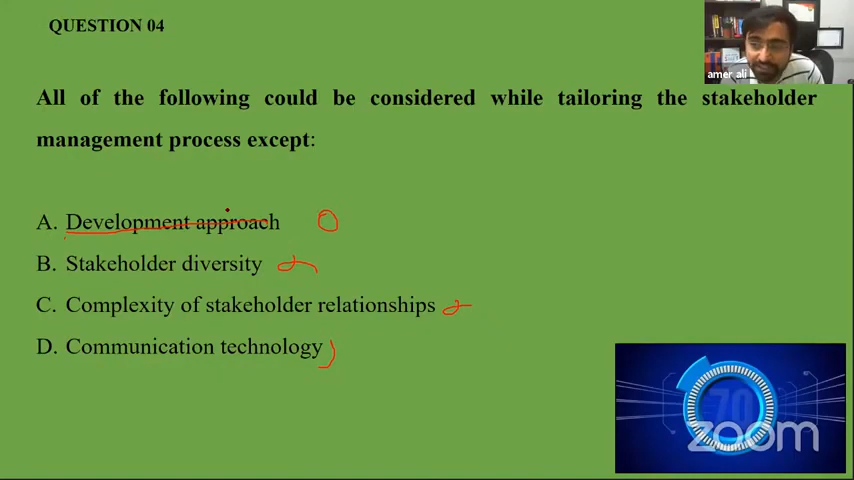 QUESTION 04
amer ali
All of the following could be considered while tailoring the stakeholder
management process except:
A. Development approach
B. Stakeholder diversity
C. Complexity of stakeholder relationships
D. Communication technology
70
zoom